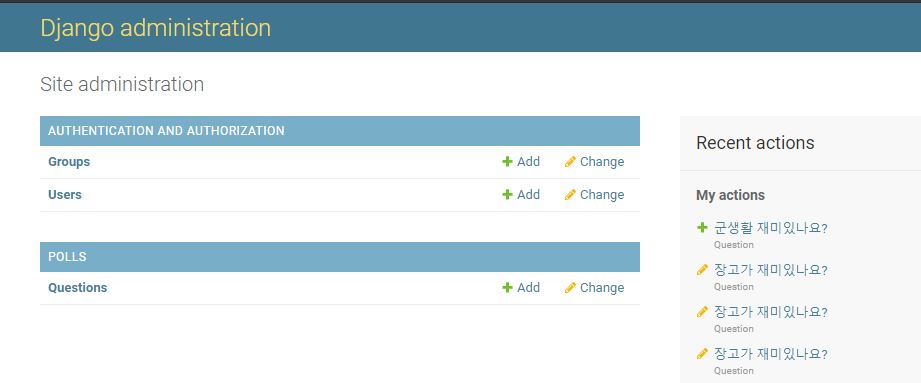 Django administration
Site administration
AUTHENTICATION AND AUTHORIZATION
Groups Add Change
Users Add Change
POLLS
Questions Add Change
Recent actions
My actions
군생활 재미있나요?
Question
장고가 재미있나요?
Question
장고가 재미있나요?
Question
장고가 재미있나요?
Question